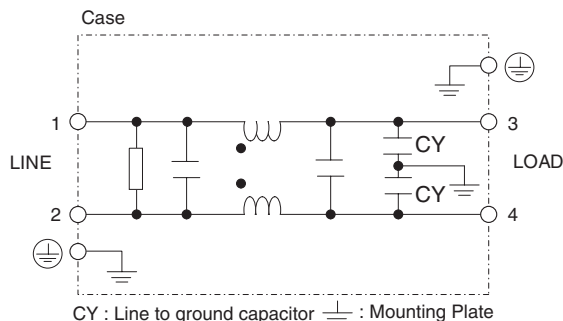 Case
1
3
CY
LINE
LOAD
CY
2
4
CY : Line to ground capacitor ⏚ : Mounting Plate